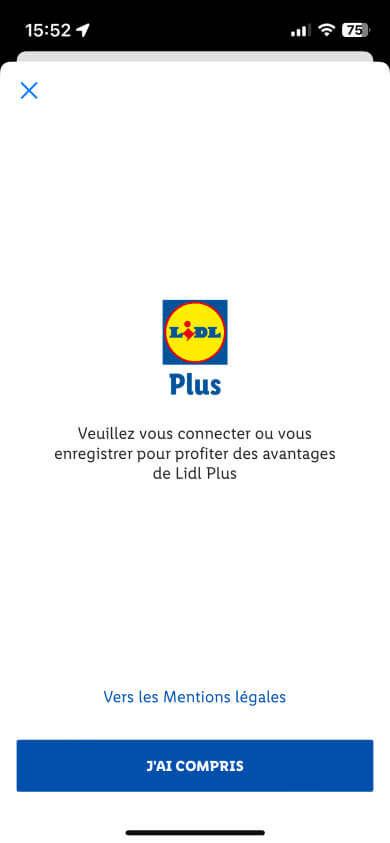 15:52
75
LIDL
Plus
Veuillez vous connecter ou vous
enregistrer pour profiter des avantages
de Lidl Plus
Vers les Mentions légales
J'AI COMPRIS